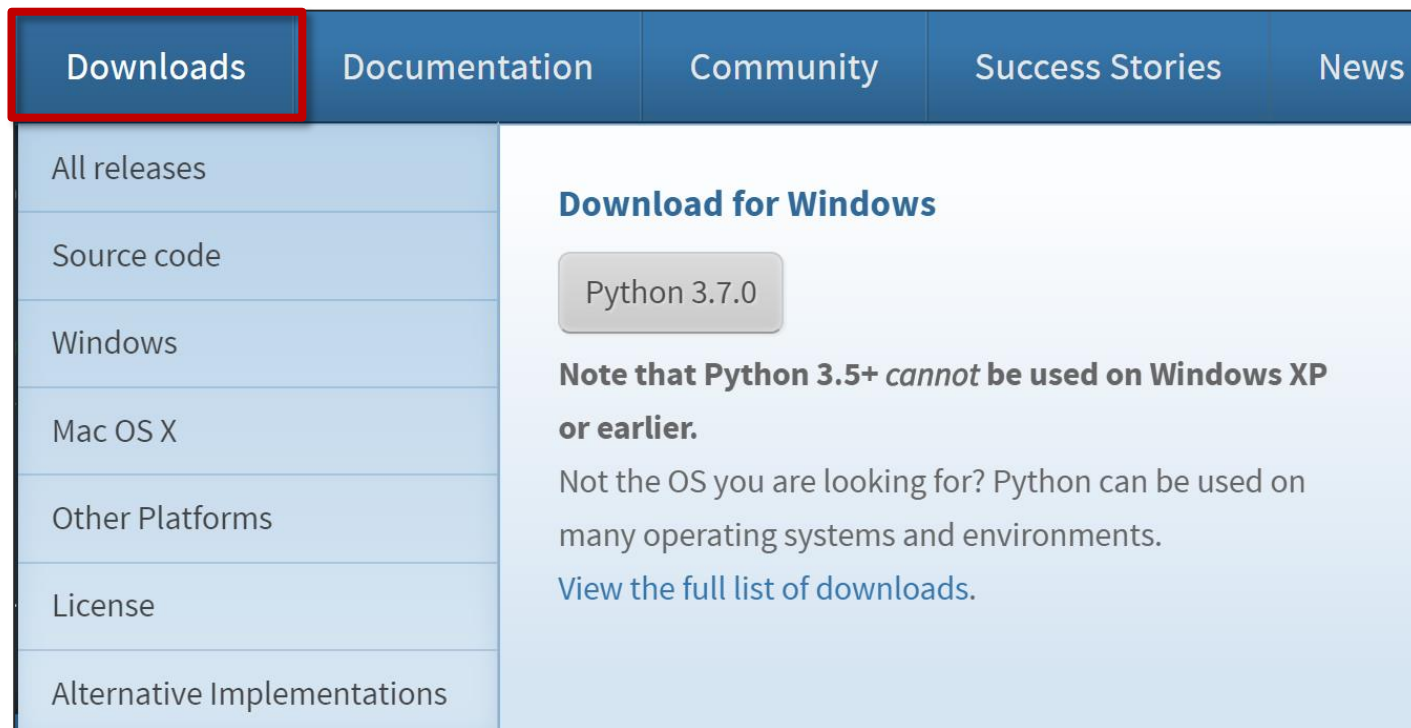 Downloads
Documentation
Community
Success Stories
News
All releases
Source code
Windows
Mac OS X
Other Platforms
License
Alternative Implementations
Download for Windows
Python 3.7.0
Note that Python 3.5+ cannot be used on Windows XP
or earlier.
Not the OS you are looking for? Python can be used on
many operating systems and environments.
View the full list of downloads.